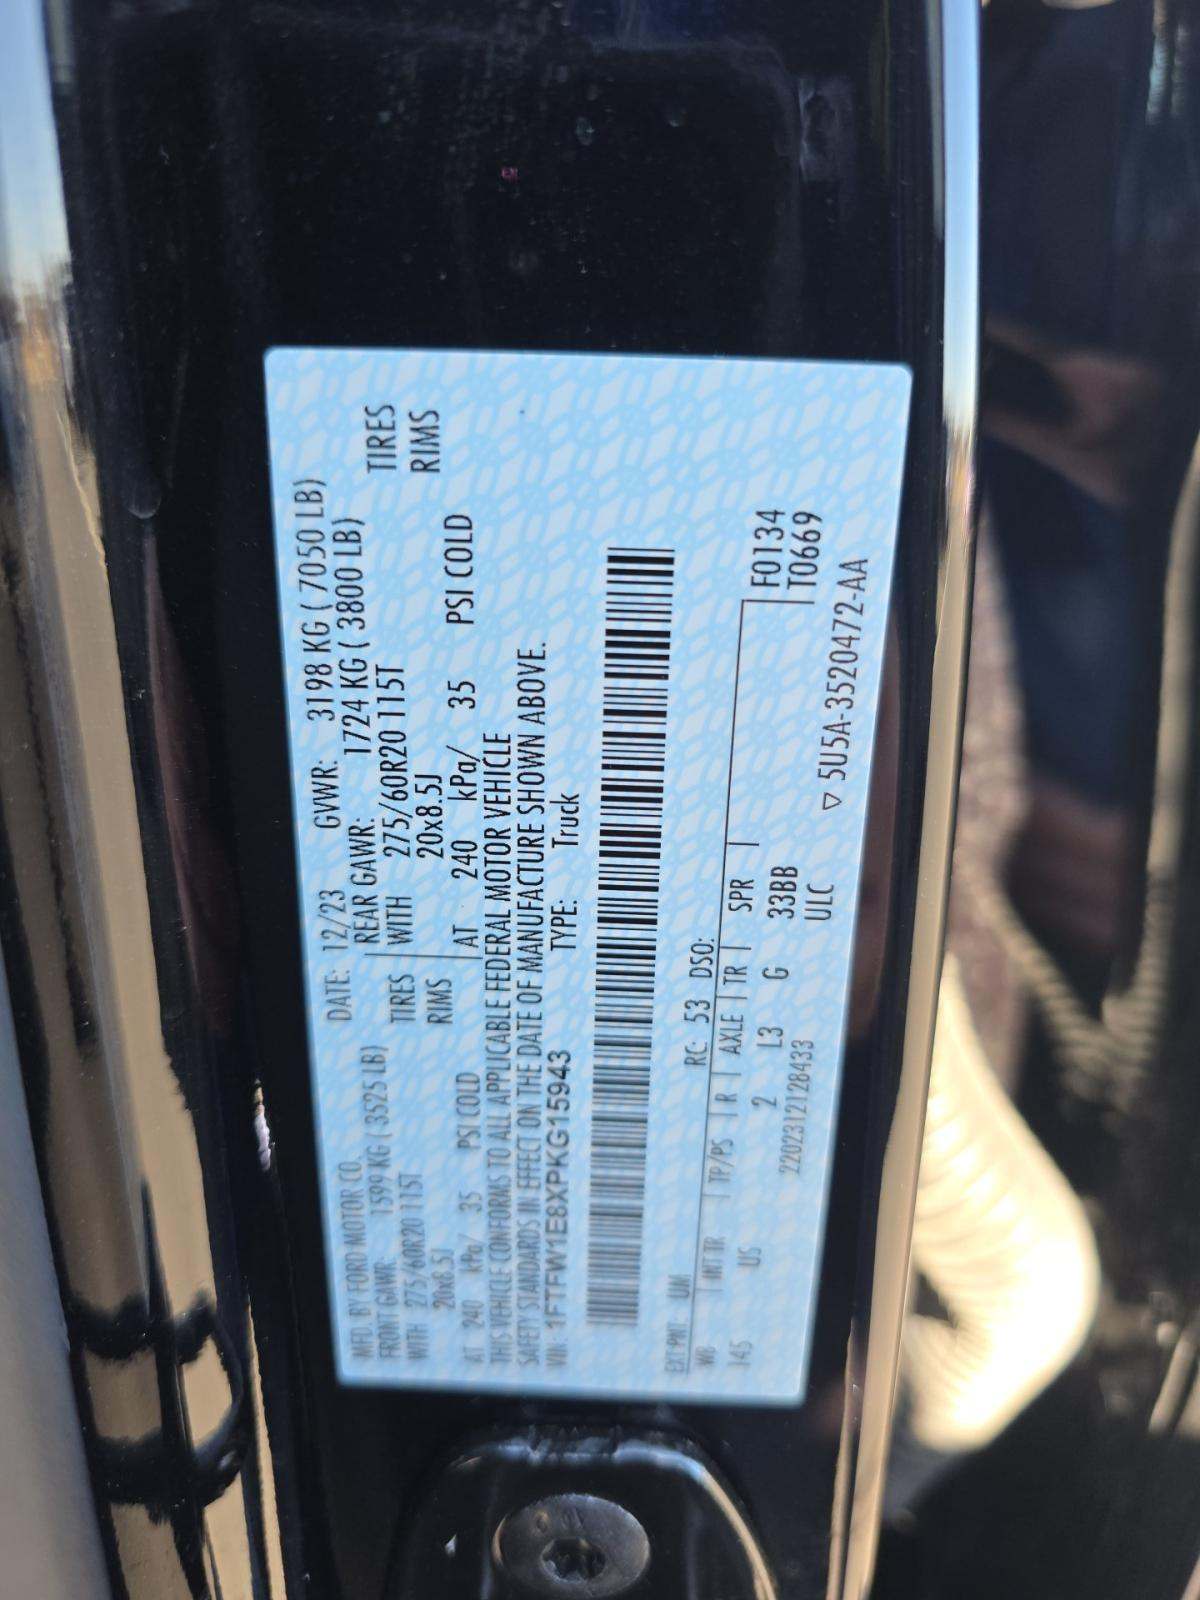 MFD. BY FORD MOTOR CO. DATE: 12/23 GVWR: 3198 KG ( 7050 LB)
FRONT GAWR: 1599 KG (3525 LB) REAR GAWR: 1724 KG ( 3800 LB)
WITH 275/60R20 115T TIRES WITH 275/60R20 115T TIRES
20x8.5J RIMS 20x8.5J RIMS
AT 240 kPa/ 35 PSI COLD AT 240 kPa/ 35 PSI COLD
THIS VEHICLE CONFORMS TO ALL APPLICABLE FEDERAL MOTOR VEHICLE
SAFETY STANDARDS IN EFFECT ON THE DATE OF MANUFACTURE SHOWN ABOVE.
VIN: 1FTFW1E8XPKG15943 TYPE: Truck
EXT PNT: UM RC: 53 DSO:
WB INT TR TP/PS R AXLE TR SPR F0134
145 US 2 L3 G 33BB T0669
2202312128433 ULC
▽ 5U5A-3520472-AA